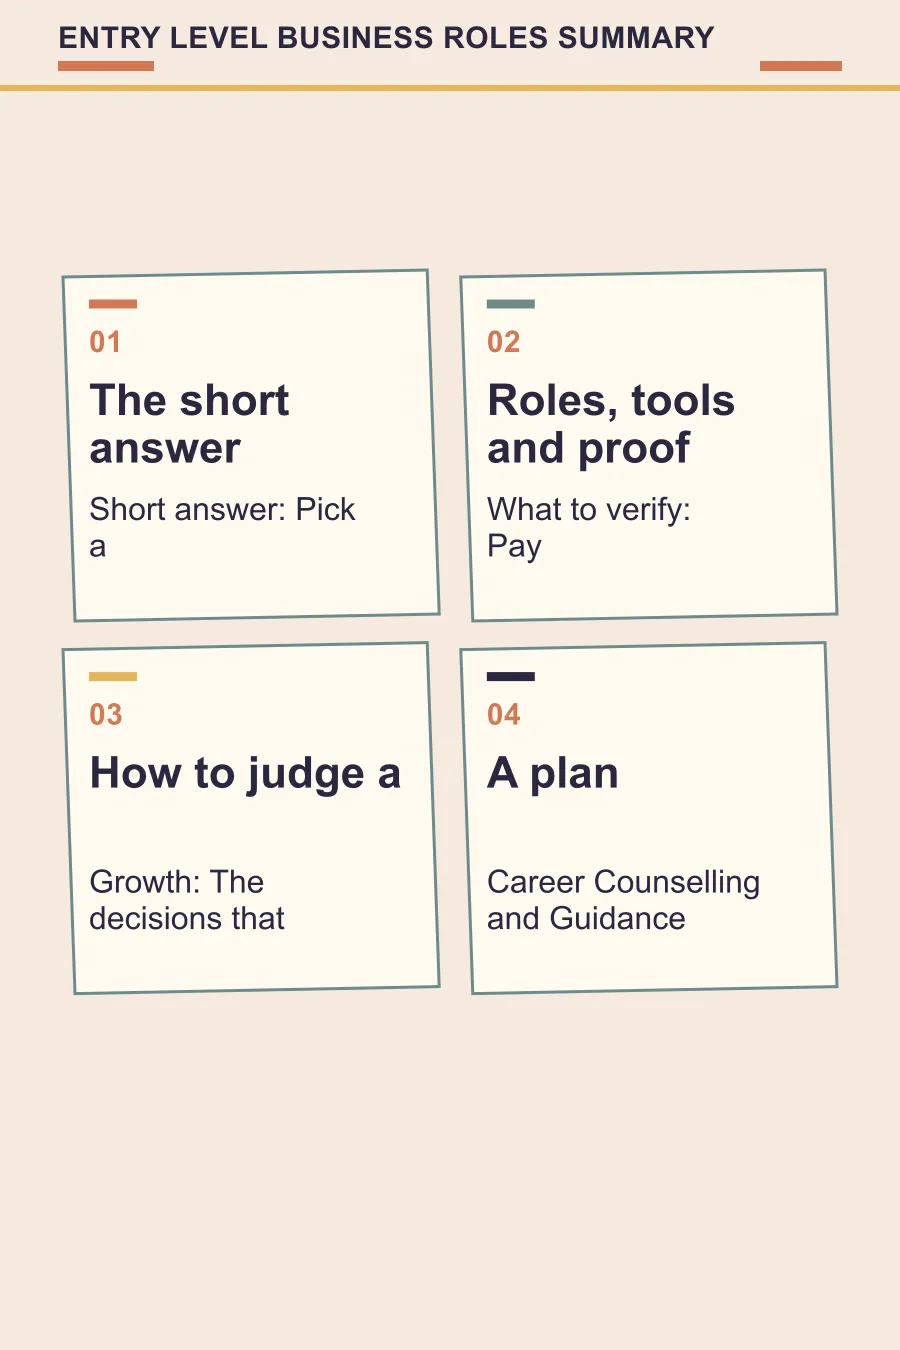 ENTRY LEVEL BUSINESS ROLES SUMMARY
01
The short
answer
Short answer: Pick
a
02
Roles, tools
and proof
What to verify:
Pay
03
How to judge a
Growth: The
decisions that
04
A plan
Career Counselling
and Guidance